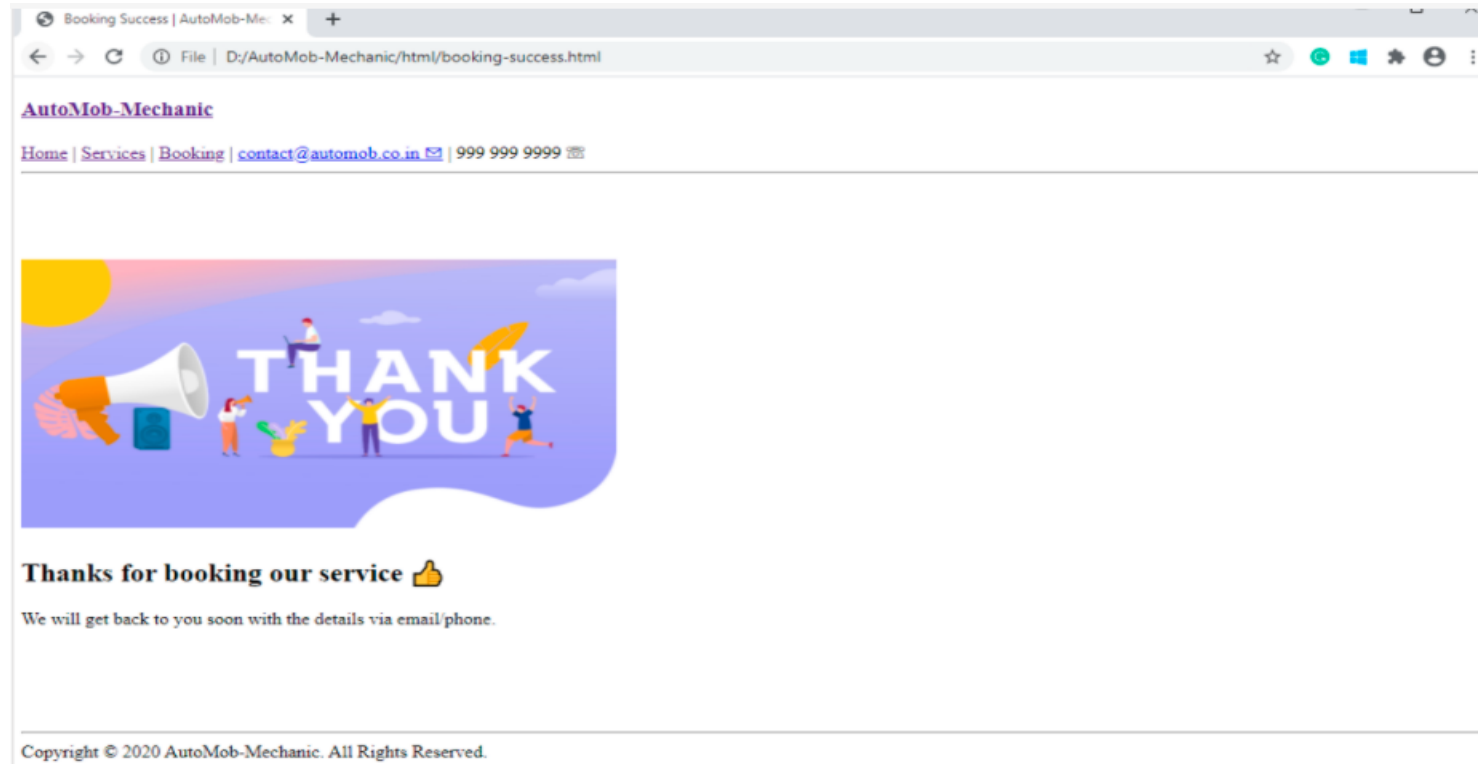 Booking Success | AutoMob-Mec
File | D:/AutoMob-Mechanic/html/booking-success.html
AutoMob-Mechanic
Home | Services | Booking | contact@automob.co.in ✉ | 999 999 9999 ☏
THANK
YOU
Thanks for booking our service 👍
We will get back to you soon with the details via email/phone.
Copyright © 2020 AutoMob-Mechanic. All Rights Reserved.